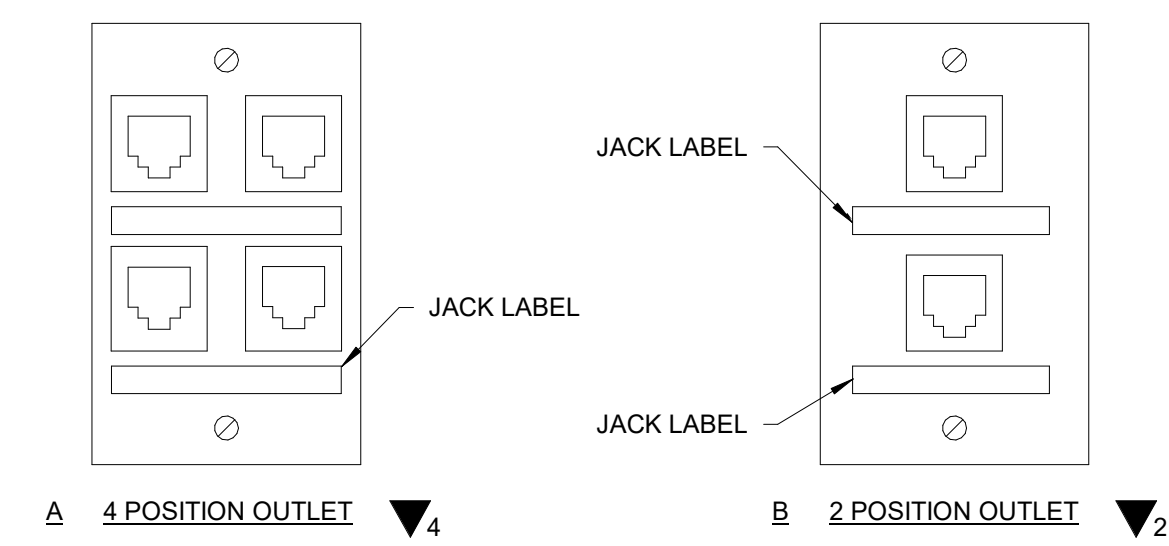 JACK LABEL
JACK LABEL
JACK LABEL
A 4 POSITION OUTLET 4
B 2 POSITION OUTLET 2